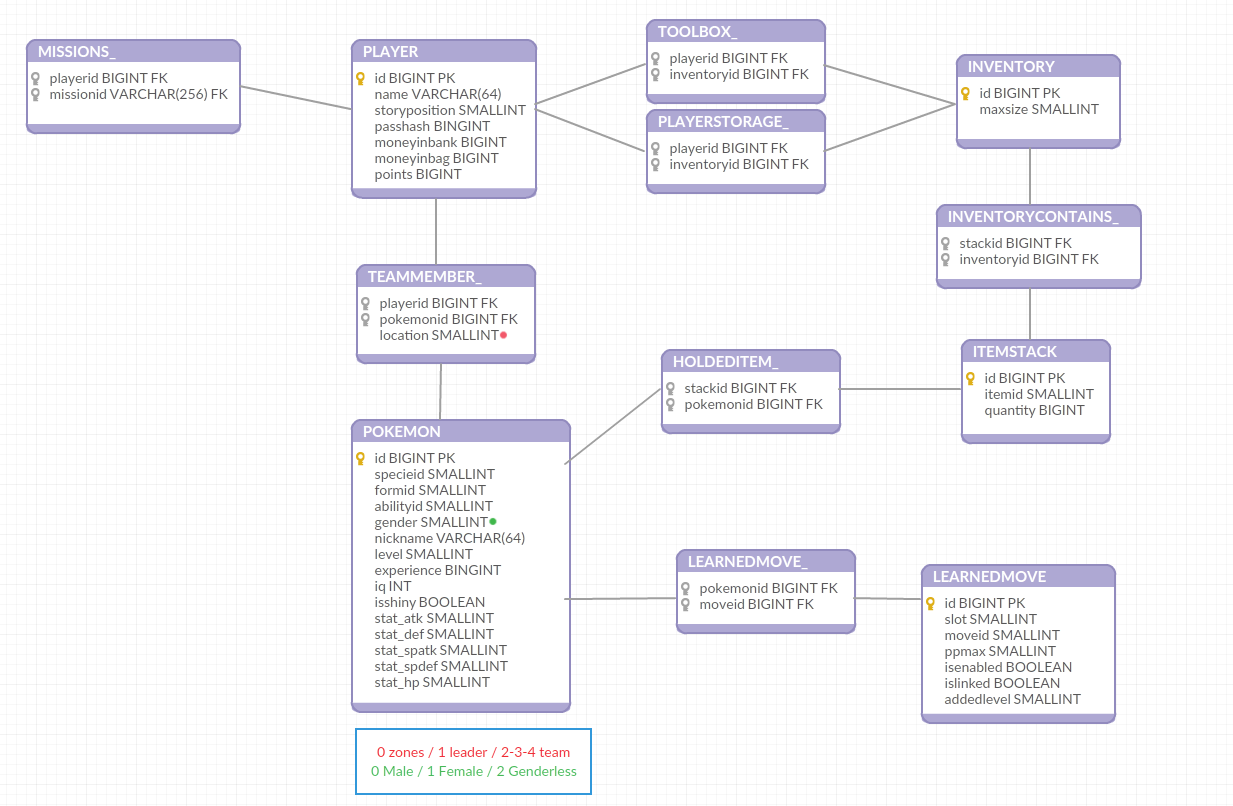 MISSIONS_
playerid BIGINT FK
missionid VARCHAR(256) FK
PLAYER
id BIGINT PK
name VARCHAR(64)
storyposition SMALLINT
passhash BINGINT
moneyinbank BIGINT
moneyinbag BIGINT
points BIGINT
TOOLBOX_
playerid BIGINT FK
inventoryid BIGINT FK
PLAYERSTORAGE_
playerid BIGINT FK
inventoryid BIGINT FK
INVENTORY
id BIGINT PK
maxsize SMALLINT
INVENTORYCONTAINS_
stackid BIGINT FK
inventoryid BIGINT FK
TEAMMEMBER_
playerid BIGINT FK
pokemonid BIGINT FK
location SMALLINT
HOLDEDITEM_
stackid BIGINT FK
pokemonid BIGINT FK
ITEMSTACK
id BIGINT PK
itemid SMALLINT
quantity BIGINT
POKEMON
id BIGINT PK
specieid SMALLINT
formid SMALLINT
abilityid SMALLINT
gender SMALLINT
nickname VARCHAR(64)
level SMALLINT
experience BINGINT
iq INT
isshiny BOOLEAN
stat_atk SMALLINT
stat_def SMALLINT
stat_spatk SMALLINT
stat_spdef SMALLINT
stat_hp SMALLINT
LEARNEDMOVE_
pokemonid BIGINT FK
moveid BIGINT FK
LEARNEDMOVE
id BIGINT PK
slot SMALLINT
moveid SMALLINT
ppmax SMALLINT
isenabled BOOLEAN
islinked BOOLEAN
addedlevel SMALLINT
0 zones / 1 leader / 2-3-4 team
0 Male / 1 Female / 2 Genderless